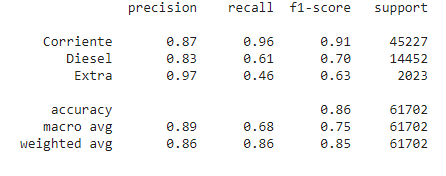 precision recall f1-score support
Corriente 0.87 0.96 0.91 45227
Diesel 0.83 0.61 0.70 14452
Extra 0.97 0.46 0.63 2023
accuracy 0.86 61702
macro avg 0.89 0.68 0.75 61702
weighted avg 0.86 0.86 0.85 61702